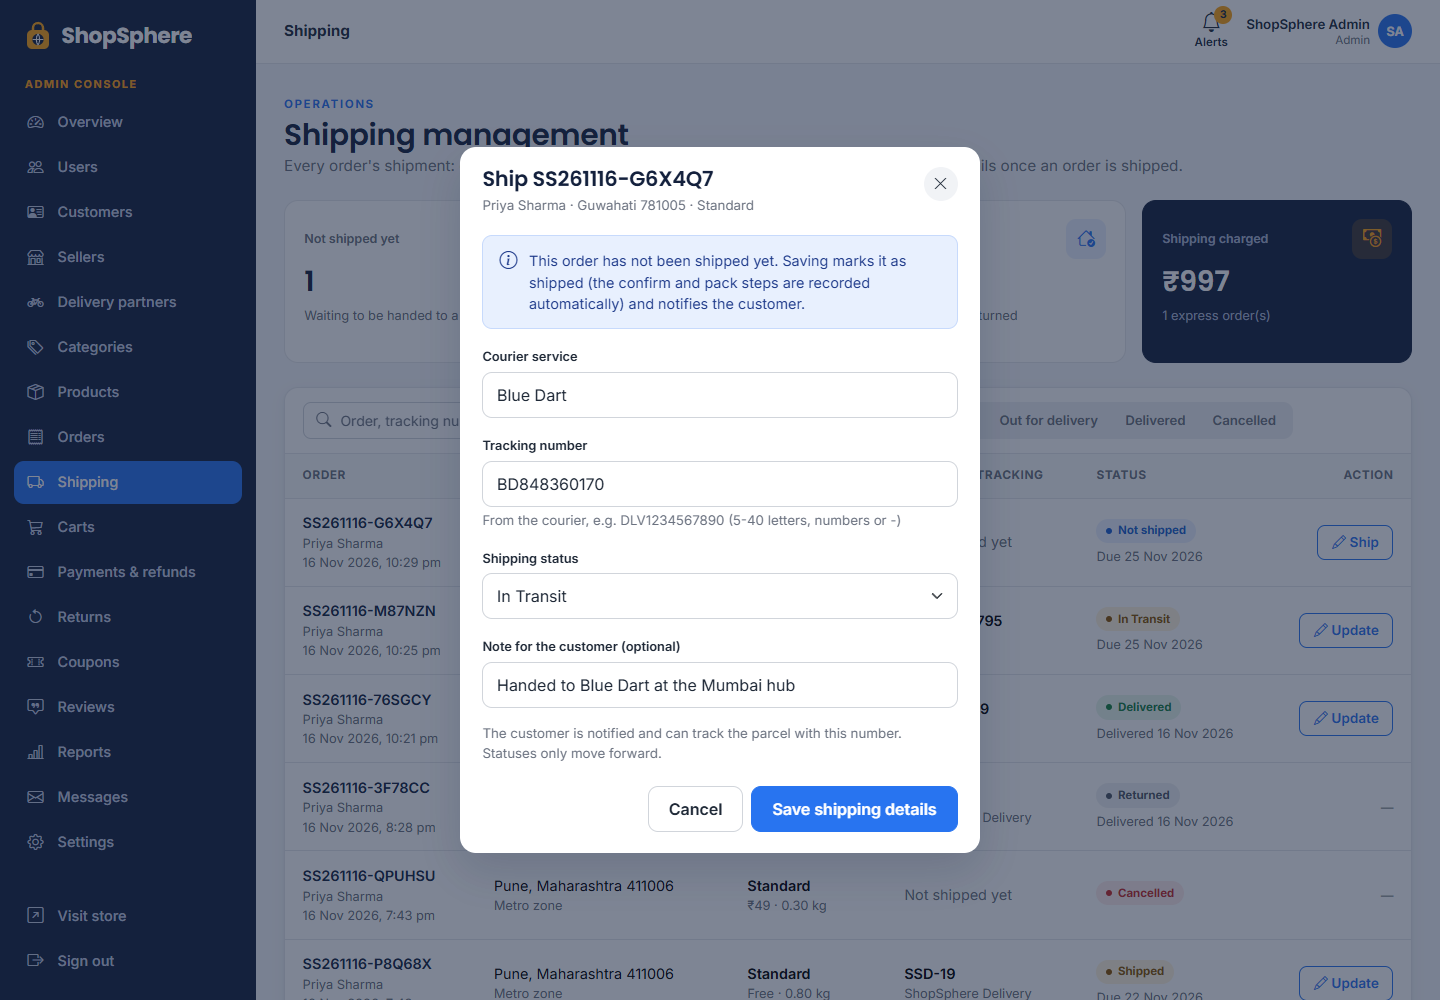 ShopSphere
ADMIN CONSOLE
Overview
Users
Customers
Sellers
Delivery partners
Categories
Products
Orders
Shipping
Carts
Payments & refunds
Returns
Coupons
Reviews
Reports
Messages
Settings
Visit store
Sign out
Shipping
3
Alerts
ShopSphere Admin
Admin
SA
OPERATIONS
Shipping management
Every order's shipment:
once an order is shipped.
Not shipped yet
1
Waiting to be handed to a
Shipping charged
₹997
1 express order(s)
Order, tracking
Out for delivery
Delivered
Cancelled
ORDER
TRACKING
STATUS
ACTION
SS261116-G6X4Q7
Priya Sharma
16 Nov 2026, 10:29 pm
yet
Not shipped
Due 25 Nov 2026
Ship
SS261116-M87NZN
Priya Sharma
16 Nov 2026, 10:25 pm
795
In Transit
Due 24 Nov 2026
Update
SS261116-76SGCY
Priya Sharma
16 Nov 2026, 10:21 pm
9
Delivered
Delivered 16 Nov 2026
Update
SS261116-3F78CC
Priya Sharma
16 Nov 2026, 8:28 pm
Delivery
Returned
Delivered 16 Nov 2026
—
SS261116-QPUHSU
Priya Sharma
16 Nov 2026, 7:43 pm
Pune, Maharashtra 411006
Metro zone
Standard
₹49 · 0.30 kg
Not shipped yet
Cancelled
—
SS261116-P8Q68X
Priya Sharma
Pune, Maharashtra 411006
Metro zone
Standard
Free · 0.80 kg
SSD-19
ShopSphere Delivery
Shipped
Due 22 Nov 2026
Update
Ship SS261116-G6X4Q7
Priya Sharma · Guwahati 781005 · Standard
This order has not been shipped yet. Saving marks it as
shipped (the confirm and pack steps are recorded
automatically) and notifies the customer.
Courier service
Blue Dart
Tracking number
BD848360170
From the courier, e.g. DLV1234567890 (5-40 letters, numbers or -)
Shipping status
In Transit
Note for the customer (optional)
Handed to Blue Dart at the Mumbai hub
The customer is notified and can track the parcel with this number.
Statuses only move forward.
Cancel
Save shipping details